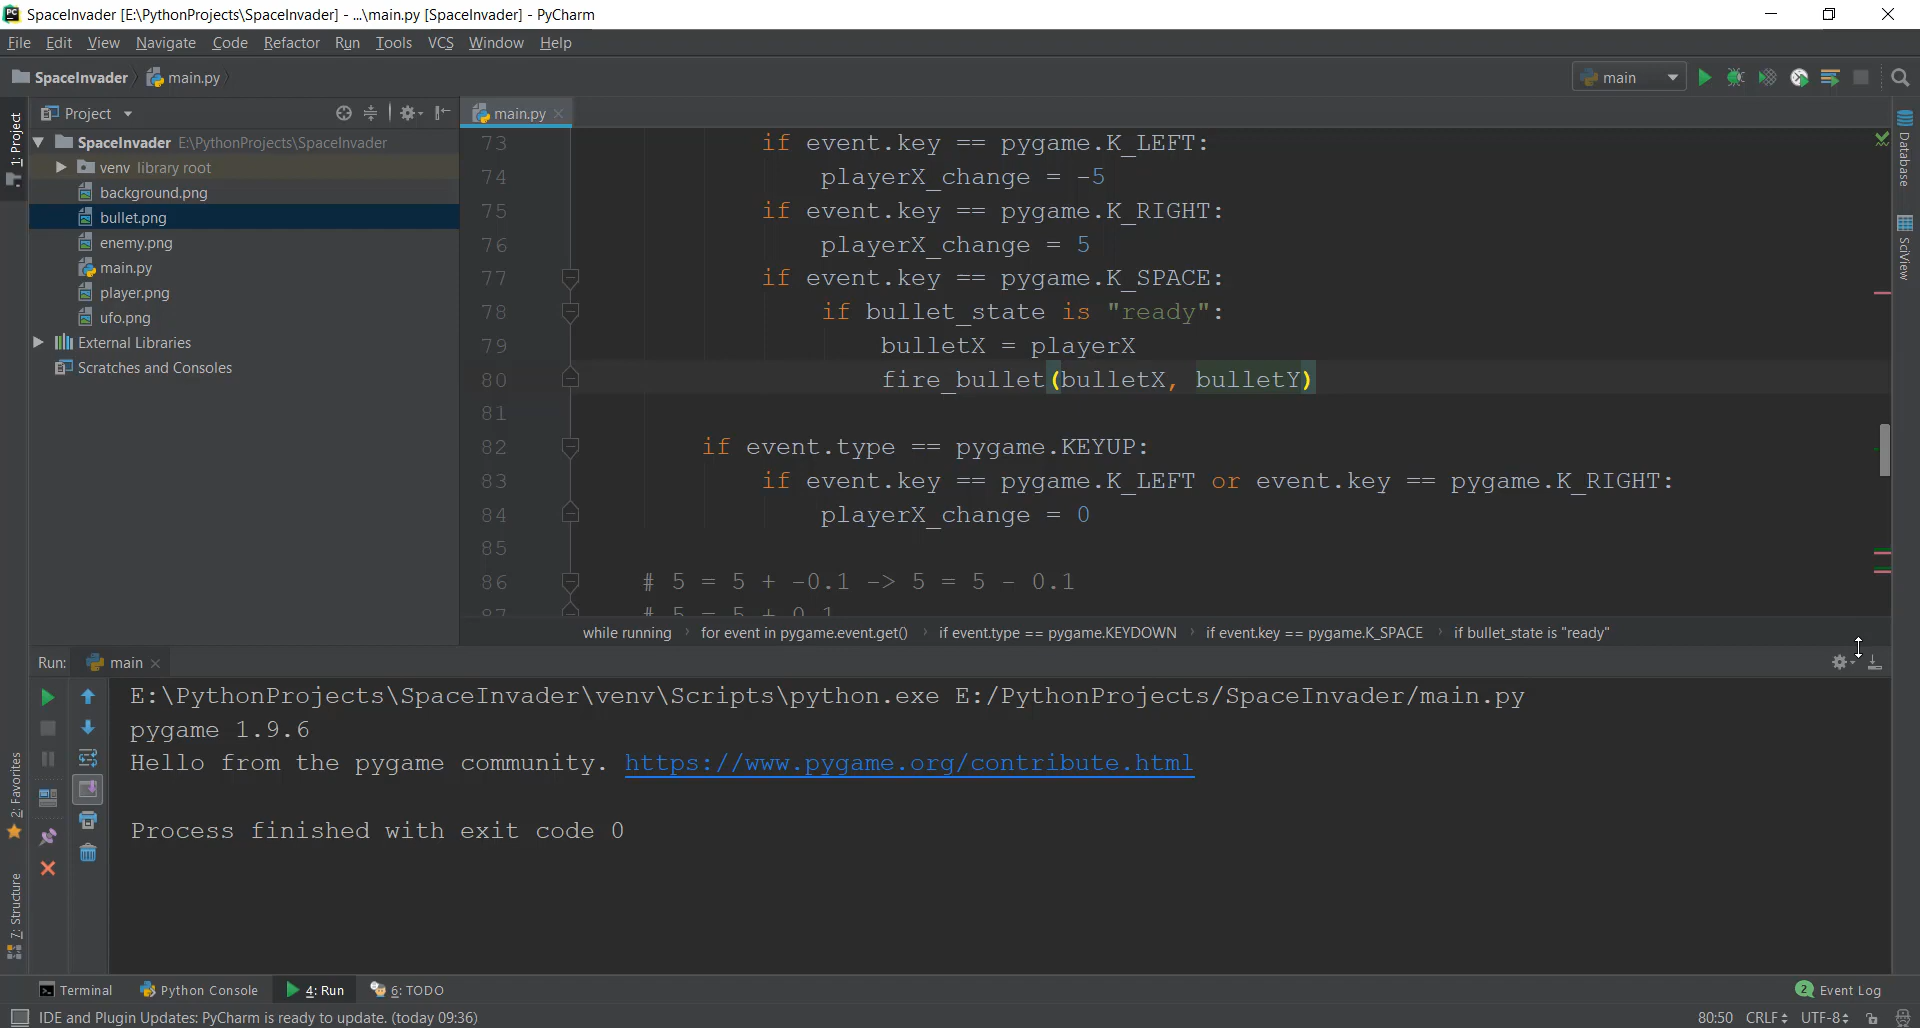 SpaceInvader [E:\PythonProjects\SpaceInvader] - ...\main.py [SpaceInvader] - PyCharm
File Edit View Navigate Code Refactor Run Tools VCS Window Help
SpaceInvader main.py
main
1: Project
Project
main.py
SpaceInvader E:\PythonProjects\SpaceInvader
venv library root
background.png
bullet.png
enemy.png
main.py
player.png
ufo.png
External Libraries
Scratches and Consoles
73 if event.key == pygame.K_LEFT:
74 playerX_change = -5
75 if event.key == pygame.K_RIGHT:
76 playerX_change = 5
77 if event.key == pygame.K_SPACE:
78 if bullet_state is "ready":
79 bulletX = playerX
80 fire_bullet(bulletX, bulletY)
81
82 if event.type == pygame.KEYUP:
83 if event.key == pygame.K_LEFT or event.key == pygame.K_RIGHT:
84 playerX_change = 0
85
86 # 5 = 5 + -0.1 -> 5 = 5 - 0.1
87 # 5 = 5 + 0.1
while running for event in pygame.event.get() if event.type == pygame.KEYDOWN if event.key == pygame.K_SPACE if bullet_state is "ready"
Database
SciView
Run: main
E:\PythonProjects\SpaceInvader\venv\Scripts\python.exe E:/PythonProjects/SpaceInvader/main.py
pygame 1.9.6
Hello from the pygame community. https://www.pygame.org/contribute.html
Process finished with exit code 0
2: Favorites
7: Structure
Terminal Python Console 4: Run 6: TODO
2 Event Log
IDE and Plugin Updates: PyCharm is ready to update. (today 09:36)
80:50 CRLF UTF-8